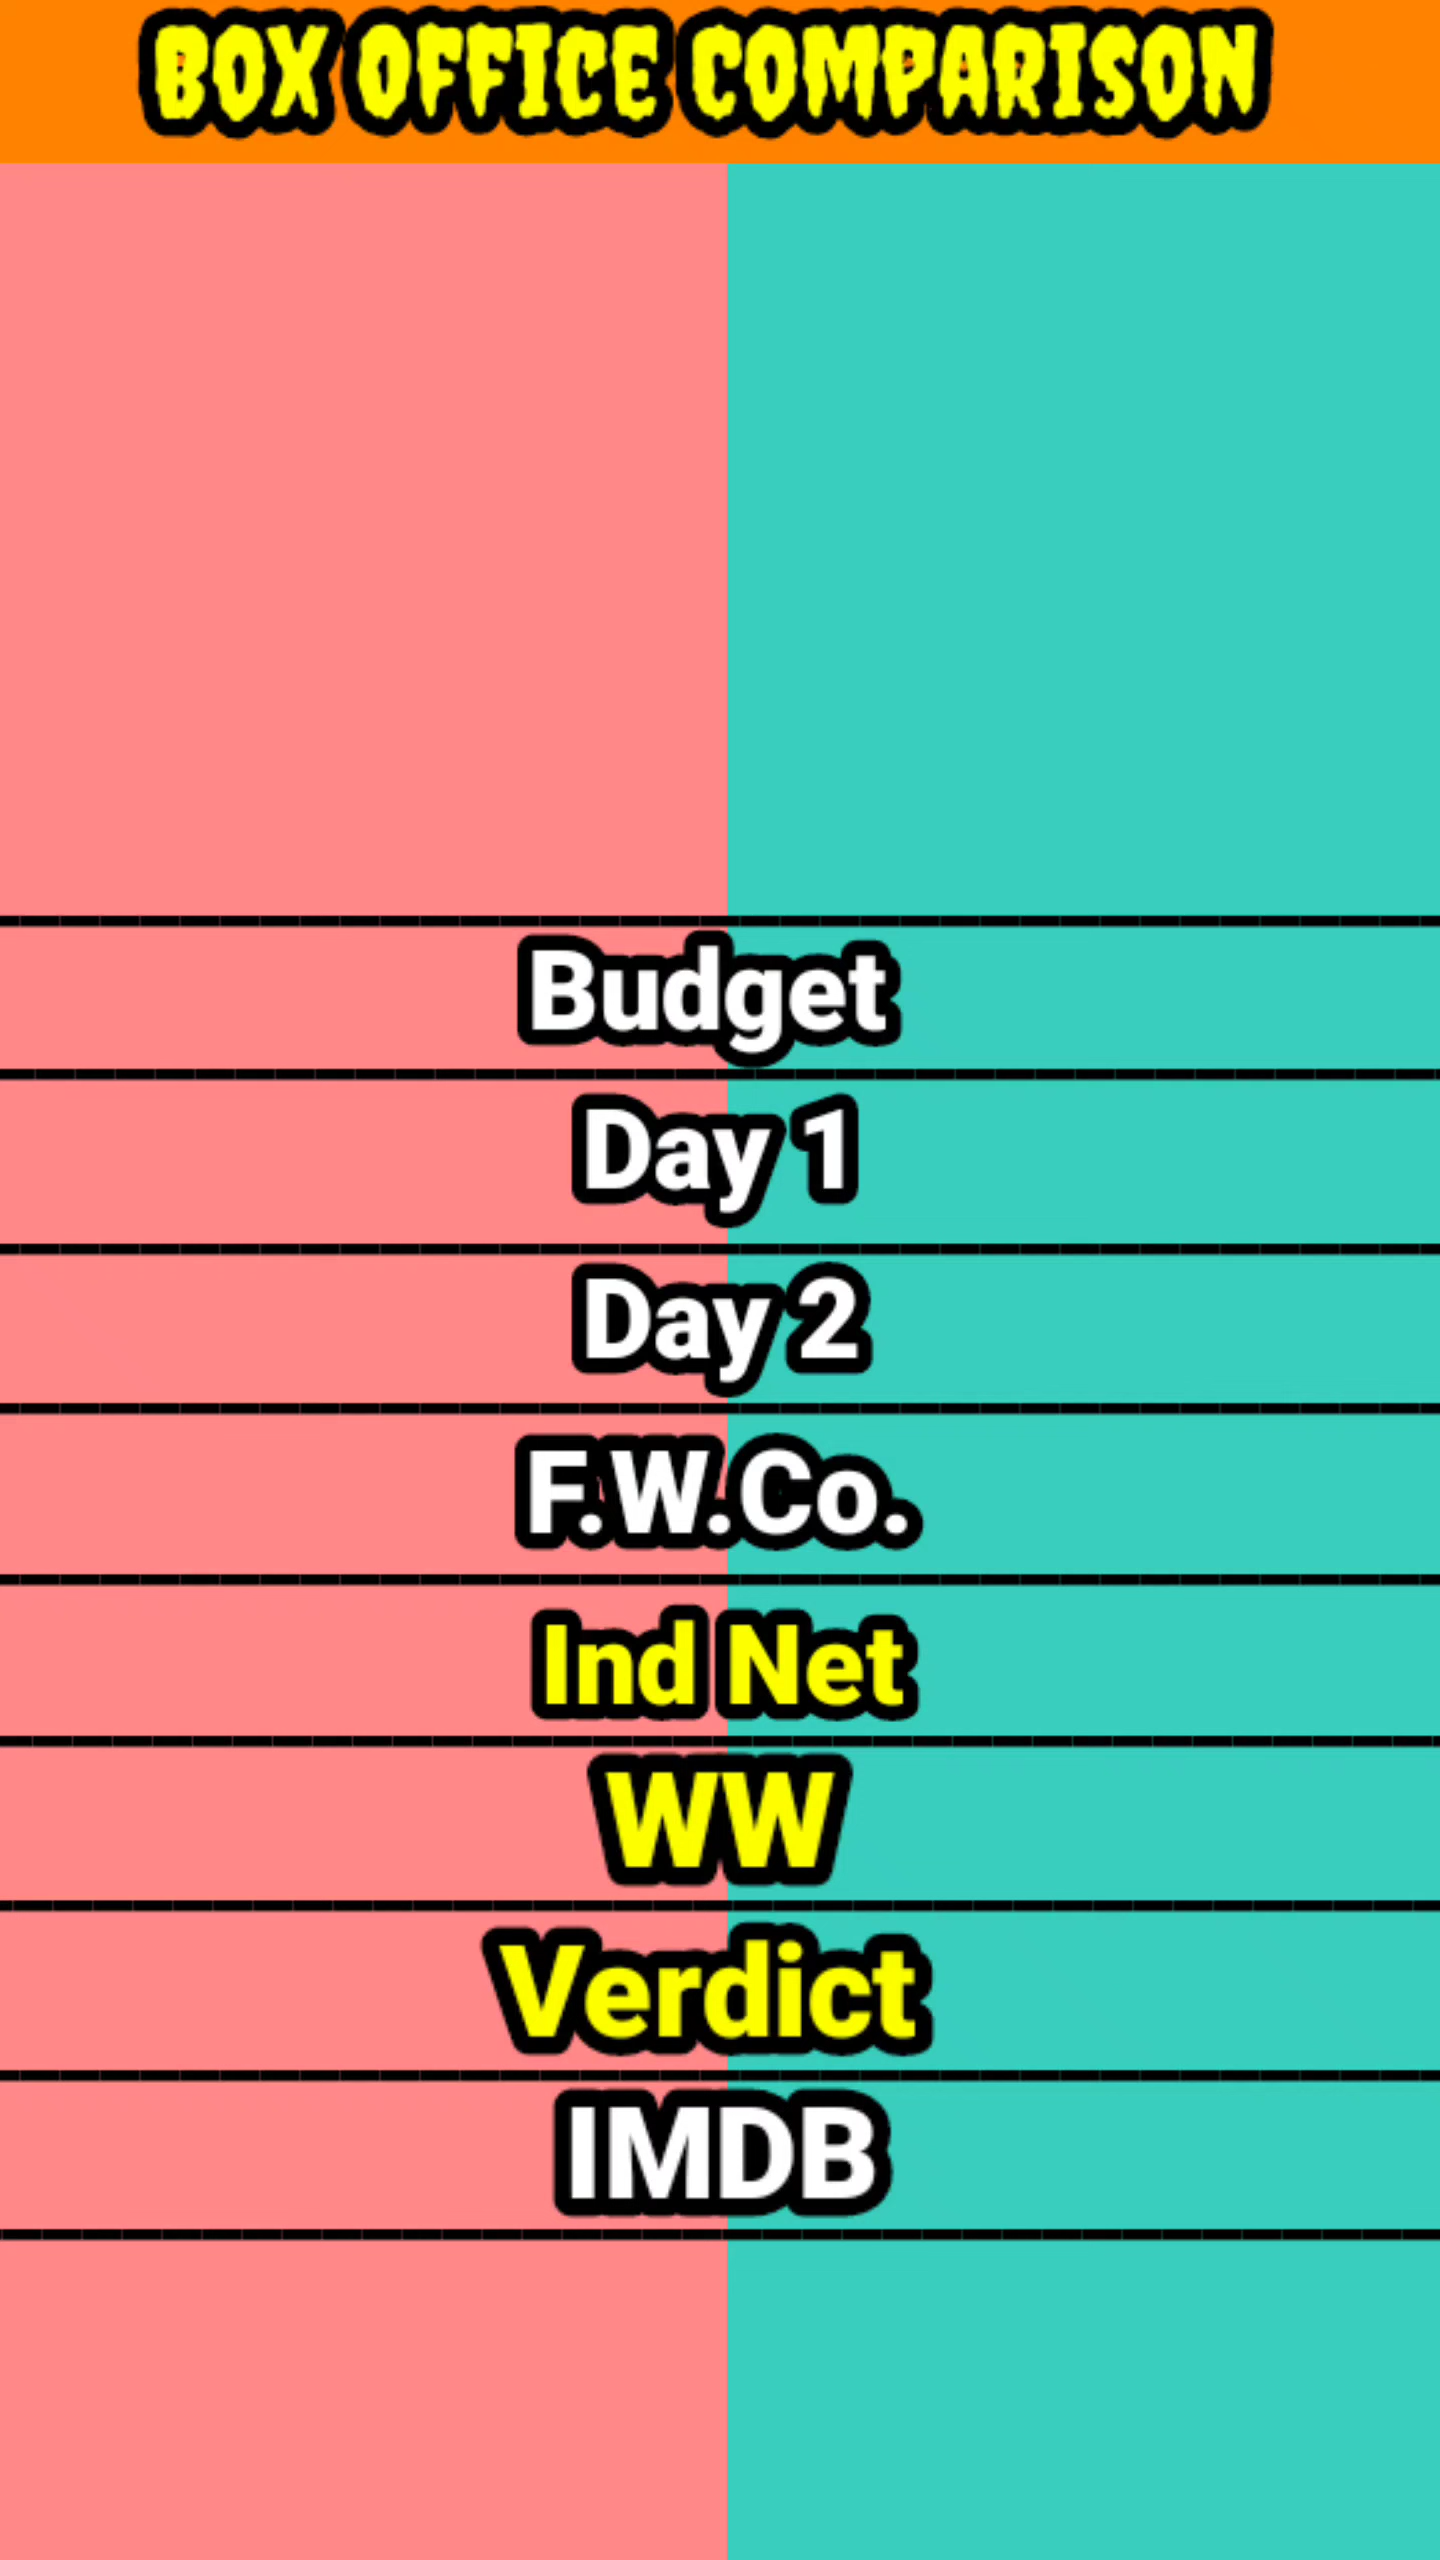 BOX OFFICE COMPARISON
Budget
Day 1
Day 2
F.W.Co.
Ind Net
WW
Verdict
IMDB